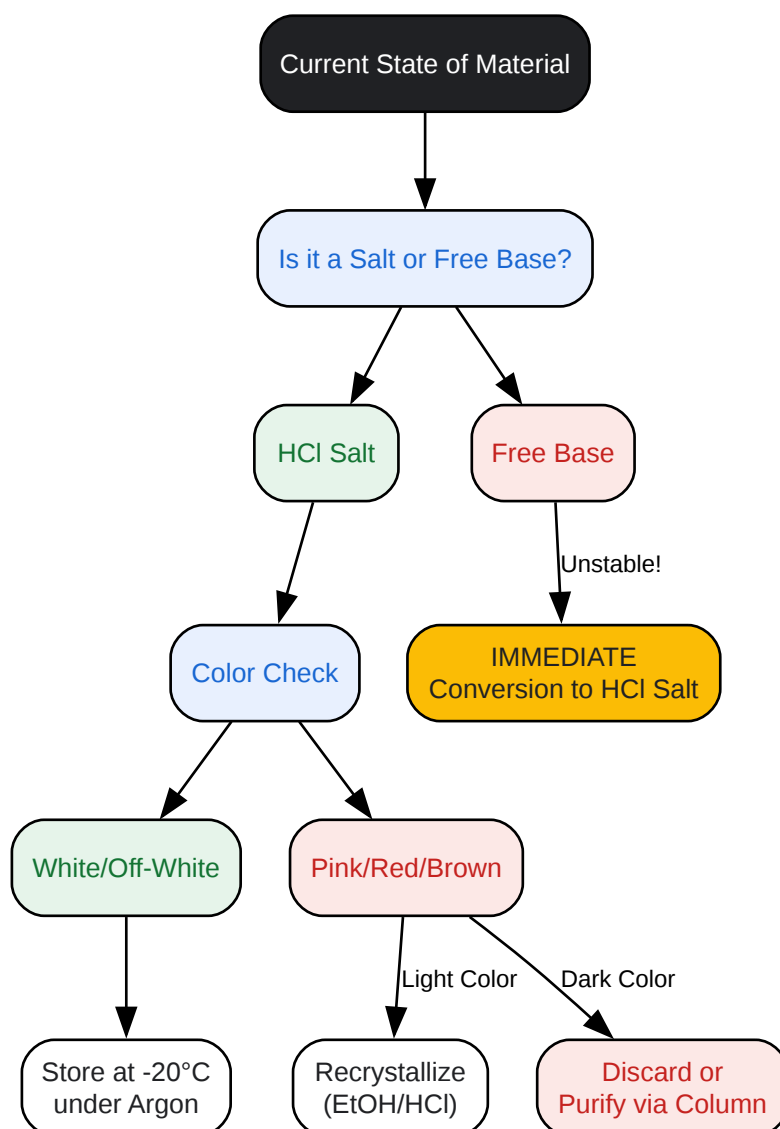 Current State of Material
Is it a Salt or Free Base?
HCl Salt
Free Base
Unstable!
Color Check
IMMEDIATE
Conversion to HCl Salt
White/Off-White
Pink/Red/Brown
Light Color
Dark Color
Store at -20°C
under Argon
Recrystallize
(EtOH/HCl)
Discard or
Purify via Column